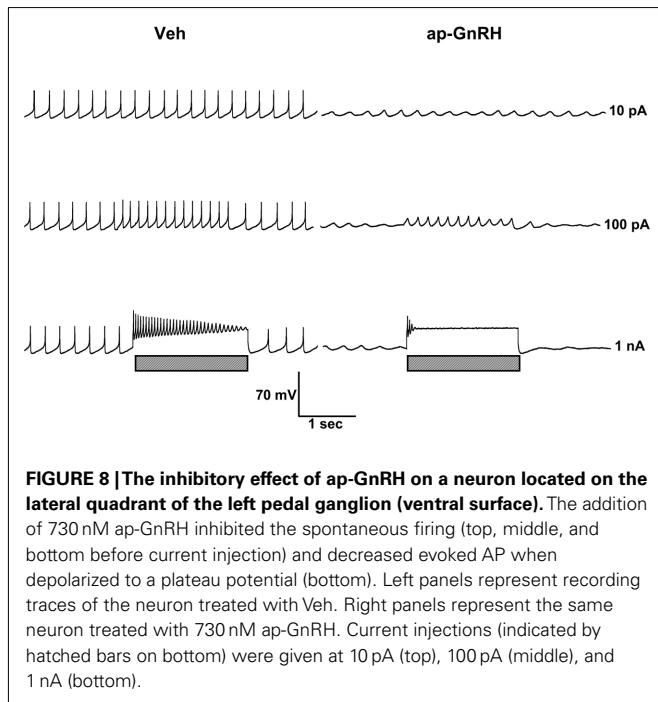 Veh ap-GnRH
10 pA
100 pA
1 nA
70 mV
1 sec
FIGURE 8 | The inhibitory effect of ap-GnRH on a neuron located on the
lateral quadrant of the left pedal ganglion (ventral surface). The addition
of 730 nM ap-GnRH inhibited the spontaneous firing (top, middle, and
bottom before current injection) and decreased evoked AP when
depolarized to a plateau potential (bottom). Left panels represent recording
traces of the neuron treated with Veh. Right panels represent the same
neuron treated with 730 nM ap-GnRH. Current injections (indicated by
hatched bars on bottom) were given at 10 pA (top), 100 pA (middle), and
1 nA (bottom).